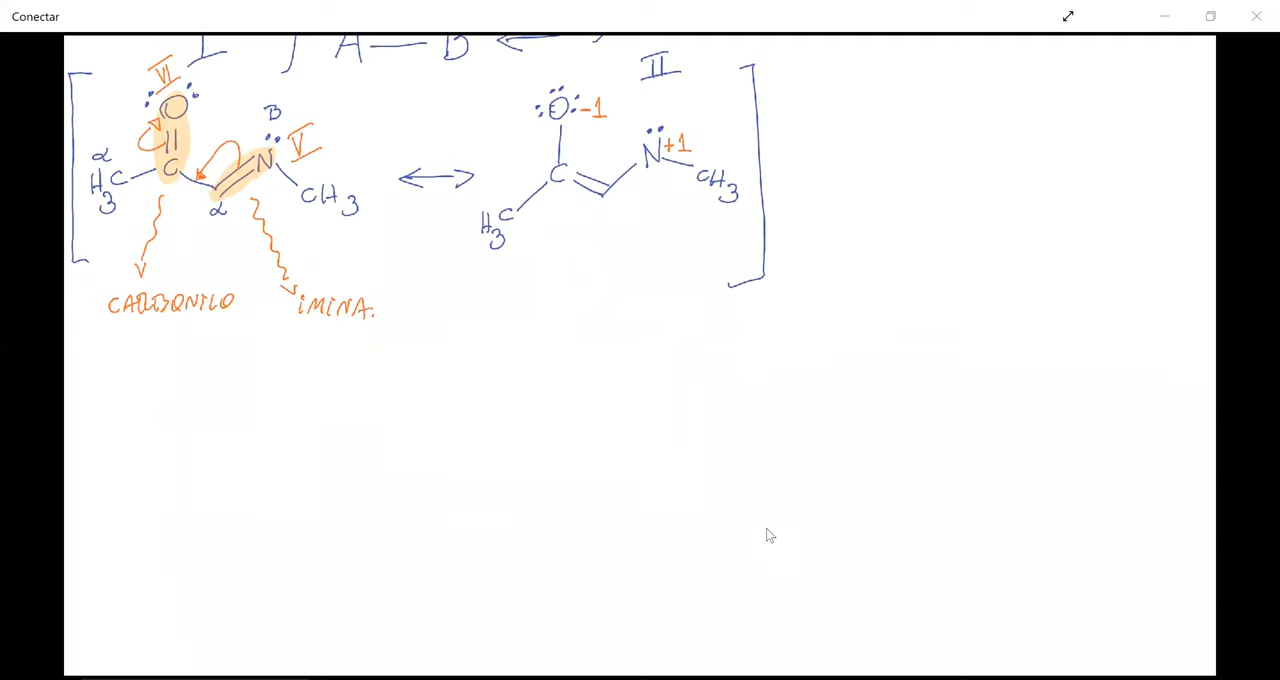 Conectar
A — B
VI
II
O
O -1
B
α
N V
N +1
H3C
C
C
CH3
α
CH3
H3C
CARBONILO
iMINA.